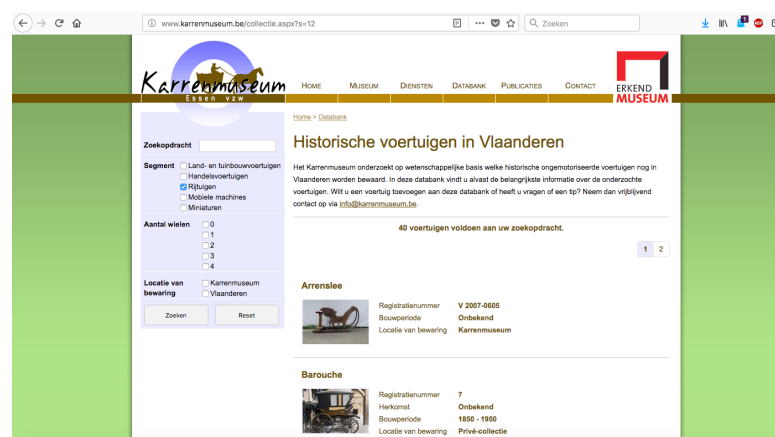 www.karrenmuseum.be/collectie.aspx?s=12
Zoeken
1
Karrenmuseum
Essen vzw
HOME
MUSEUM
DIENSTEN
DATABANK
PUBLICATIES
CONTACT
ERKEND
MUSEUM
Home > Databank
Zoekopdracht
Segment
Land- en tuinbouwvoertuigen
Handelsvoertuigen
Rijtuigen
Mobiele machines
Miniaturen
Aantal wielen
0
1
2
3
4
Locatie van
bewaring
Karrenmuseum
Vlaanderen
Zoeken
Reset
Historische voertuigen in Vlaanderen
Het Karrenmuseum onderzoekt op wetenschappelijke basis welke historische ongemotoriseerde voertuigen nog in
Vlaanderen worden bewaard. In deze databank vindt u alvast de belangrijkste informatie over de onderzochte
voertuigen. Wilt u een voertuig toevoegen aan deze databank of heeft u vragen of een tip? Neem dan vrijblijvend
contact op via info@karrenmuseum.be.
40 voertuigen voldoen aan uw zoekopdracht.
1 2
Arrenslee
Registratienummer V 2007-0605
Bouwperiode Onbekend
Locatie van bewaring Karrenmuseum
Barouche
Registratienummer 7
Herkomst Onbekend
Bouwperiode 1850 - 1950
Locatie van bewaring Privé-collectie